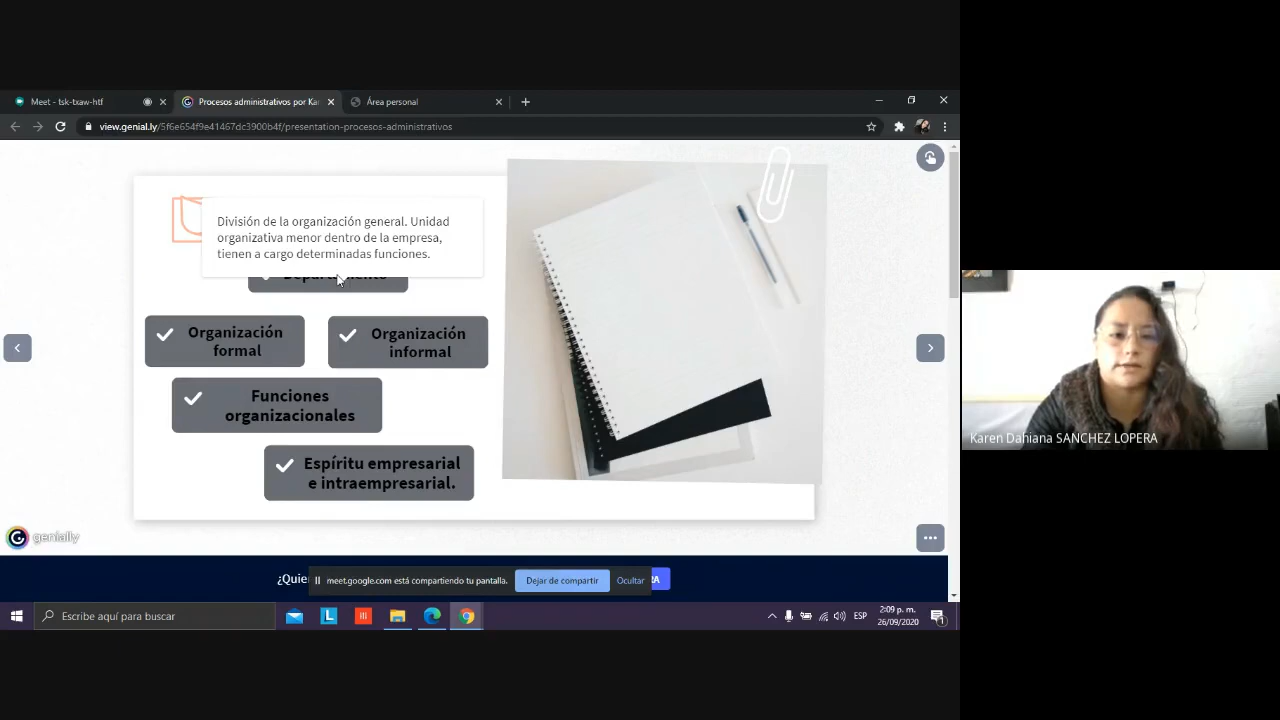 Meet - tsk-txaw-htf
Procesos administrativos por Ka
Área personal
view.genial.ly/5f6e654f9e41467dc3900b4f/presentation-procesos-administrativos
División de la organización general. Unidad
organizativa menor dentro de la empresa,
tienen a cargo determinadas funciones.
Departamento
Organización
formal
Organización
informal
Funciones
organizacionales
Espíritu empresarial
e intraempresarial.
genially
meet.google.com está compartiendo tu pantalla.
Dejar de compartir
Ocultar
Escribe aquí para buscar
ESP
2:09 p. m.
26/09/2020
Karen Dahiana SANCHEZ LOPERA